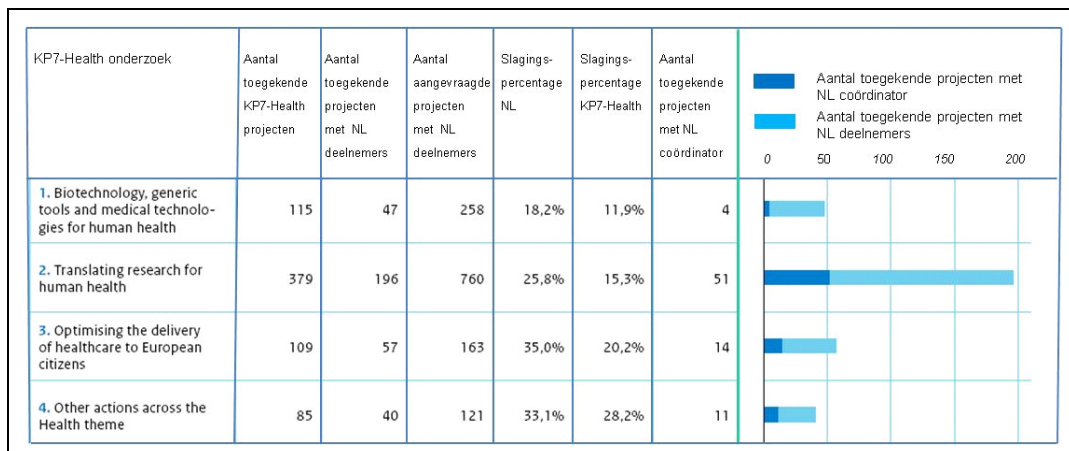 KP7-Health onderzoek
Aantal
toegekende
KP7-Health
projecten
Aantal
toegekende
projecten
met NL
deelnemers
Aantal
aangevraagde
projecten
met NL
deelnemers
Slagings-
percentage
NL
Slagings-
percentage
KP7-Health
Aantal
toegekende
projecten
met NL
coördinator
Aantal toegekende projecten met
NL coördinator
Aantal toegekende projecten met
NL deelnemers
0 50 100 150 200
1. Biotechnology, generic
tools and medical technolo-
gies for human health
115 47 258 18,2% 11,9% 4
2. Translating research for
human health
379 196 760 25,8% 15,3% 51
3. Optimising the delivery
of healthcare to European
citizens
109 57 163 35,0% 20,2% 14
4. Other actions across the
Health theme
85 40 121 33,1% 28,2% 11